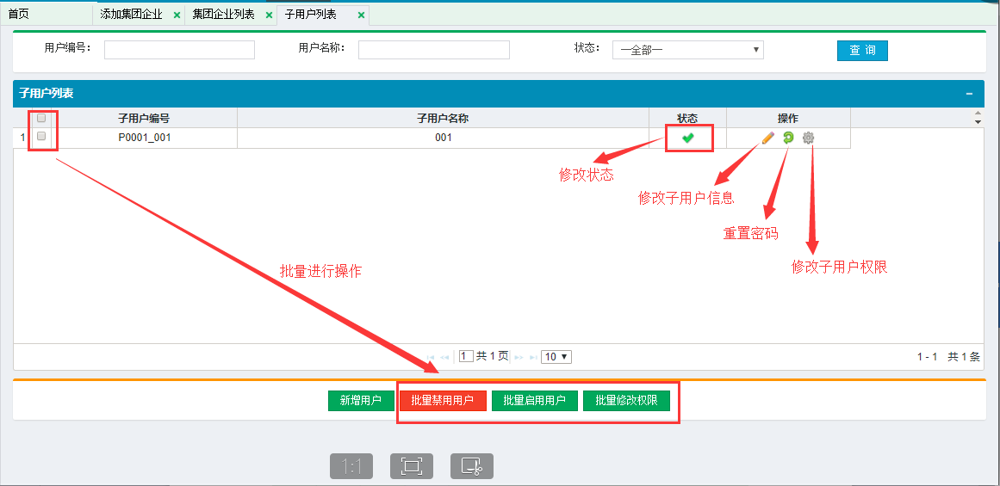 首页 添加集团企业 集团企业列表 子用户列表
用户编号： 用户名称： 状态： —全部— 查 询
子用户列表
子用户编号 子用户名称 状态 操作
1 P0001_001 001
修改状态
修改子用户信息
重置密码
修改子用户权限
批量进行操作
1 共 1 页 10 1 - 1 共 1 条
新增用户 批量禁用用户 批量启用用户 批量修改权限
1:1